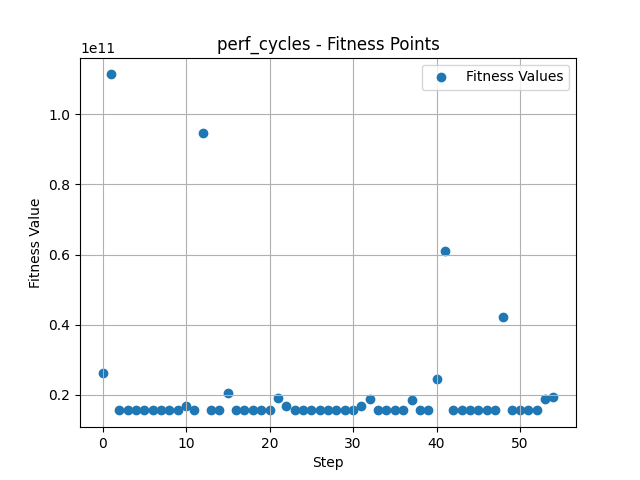 perf_cycles - Fitness Points
1e11
Fitness Values
1.0
0.8
0.6
0.4
0.2
Fitness Value
0 10 20 30 40 50
Step